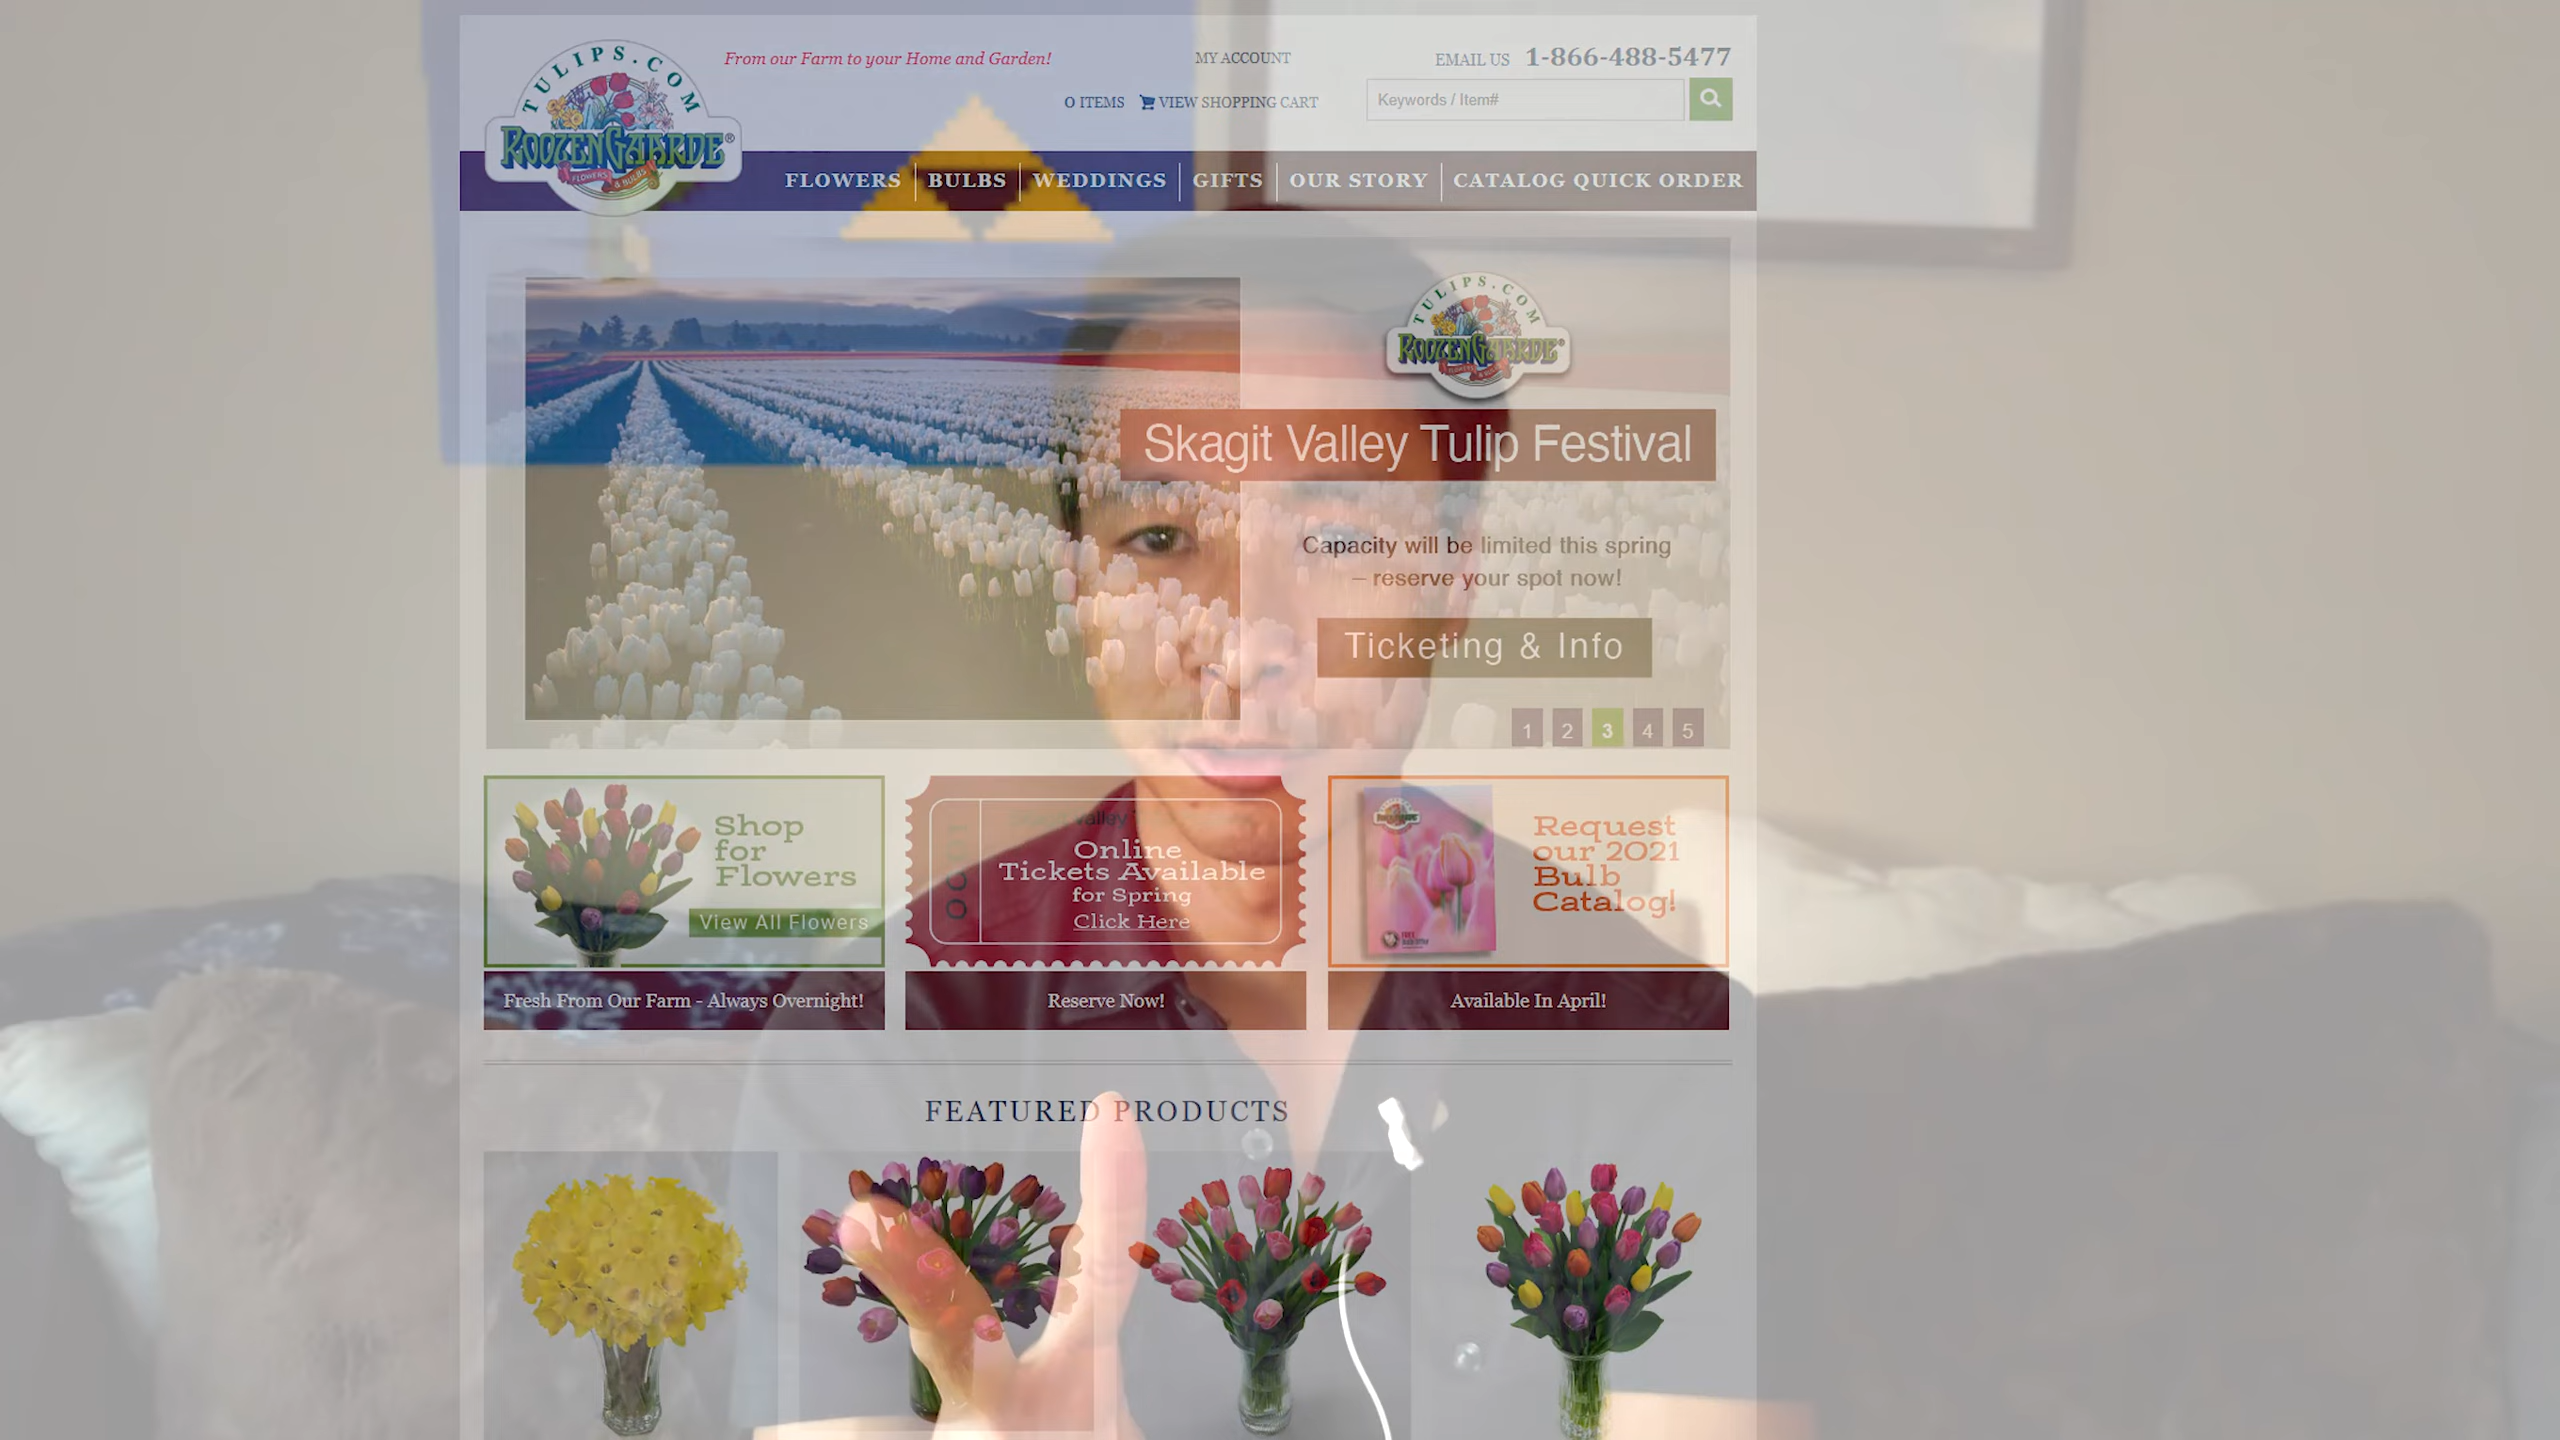 TULIPS.COM
ROOZENGAARDE®
FLOWERS & BULBS
From our Farm to your Home and Garden!
MY ACCOUNT
EMAIL US 1-866-488-5477
0 ITEMS VIEW SHOPPING CART
Keywords / Item#
FLOWERS BULBS WEDDINGS GIFTS OUR STORY CATALOG QUICK ORDER
TULIPS.COM
ROOZENGAARDE®
FLOWERS & BULBS
Skagit Valley Tulip Festival
Capacity will be limited this spring
– reserve your spot now!
Ticketing & Info
1 2 3 4 5
Shop
for
Flowers
View All Flowers
Fresh From Our Farm - Always Overnight!
Valley
Online
Tickets Available
for Spring
Click Here
Reserve Now!
Request
our 2021
Bulb
Catalog!
Available In April!
FEATURED PRODUCTS